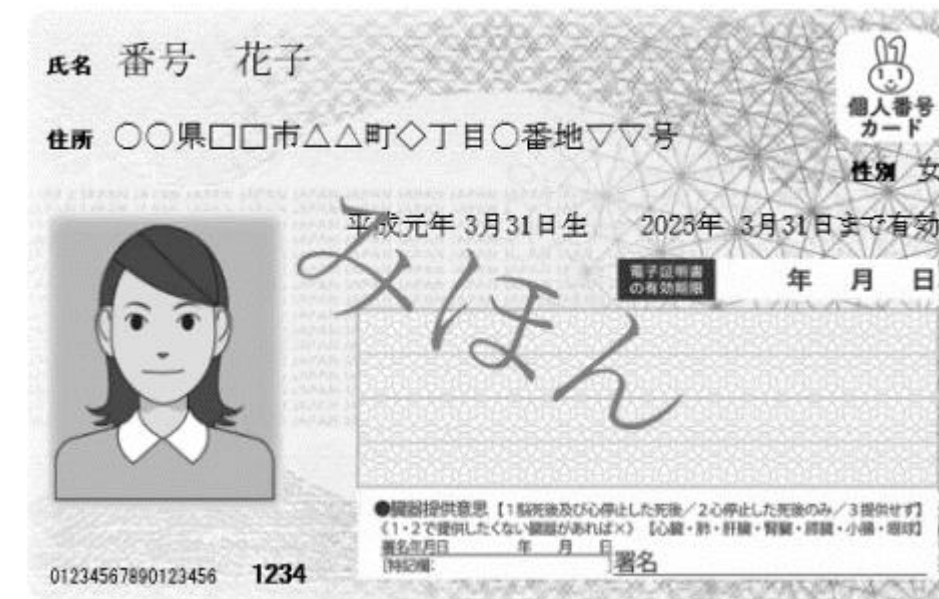 氏名 番号 花子
個人番号
カード
住所 〇〇県□□市△△町◇丁目〇番地▽▽号
性別 女
平成元年 3月31日生 2025年 3月31日まで有効
みほん
電子証明書
の有効期限
年 月 日
●臓器提供意思【1脳死後及び心停止した死後/2心停止した死後のみ/3提供せず】
《1・2で提供したくない臓器があれば×》【心臓・肺・肝臓・腎臓・膵臓・小腸・眼球】
署名年月日 年 月 日
[特記欄: ]署名
01234567890123456 1234